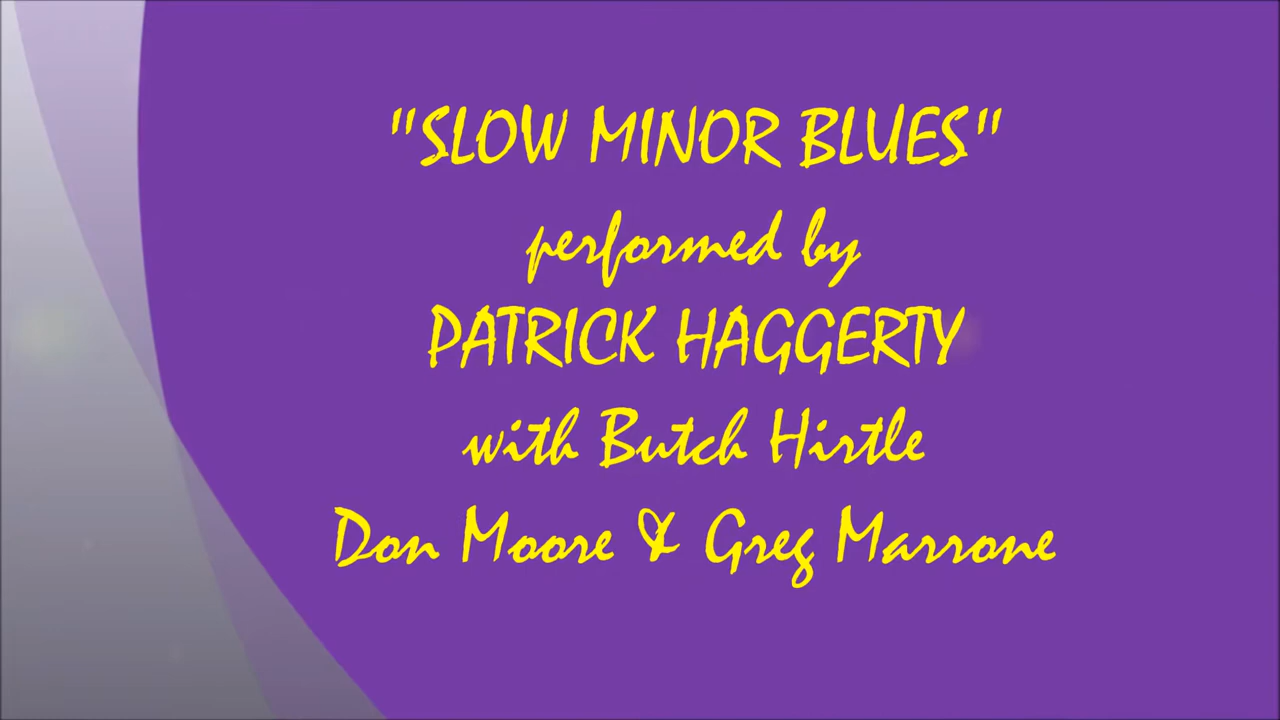 "SLOW MINOR BLUES"
performed by
PATRICK HAGGERTY
with Butch Hirtle
Don Moore & Greg Marrone